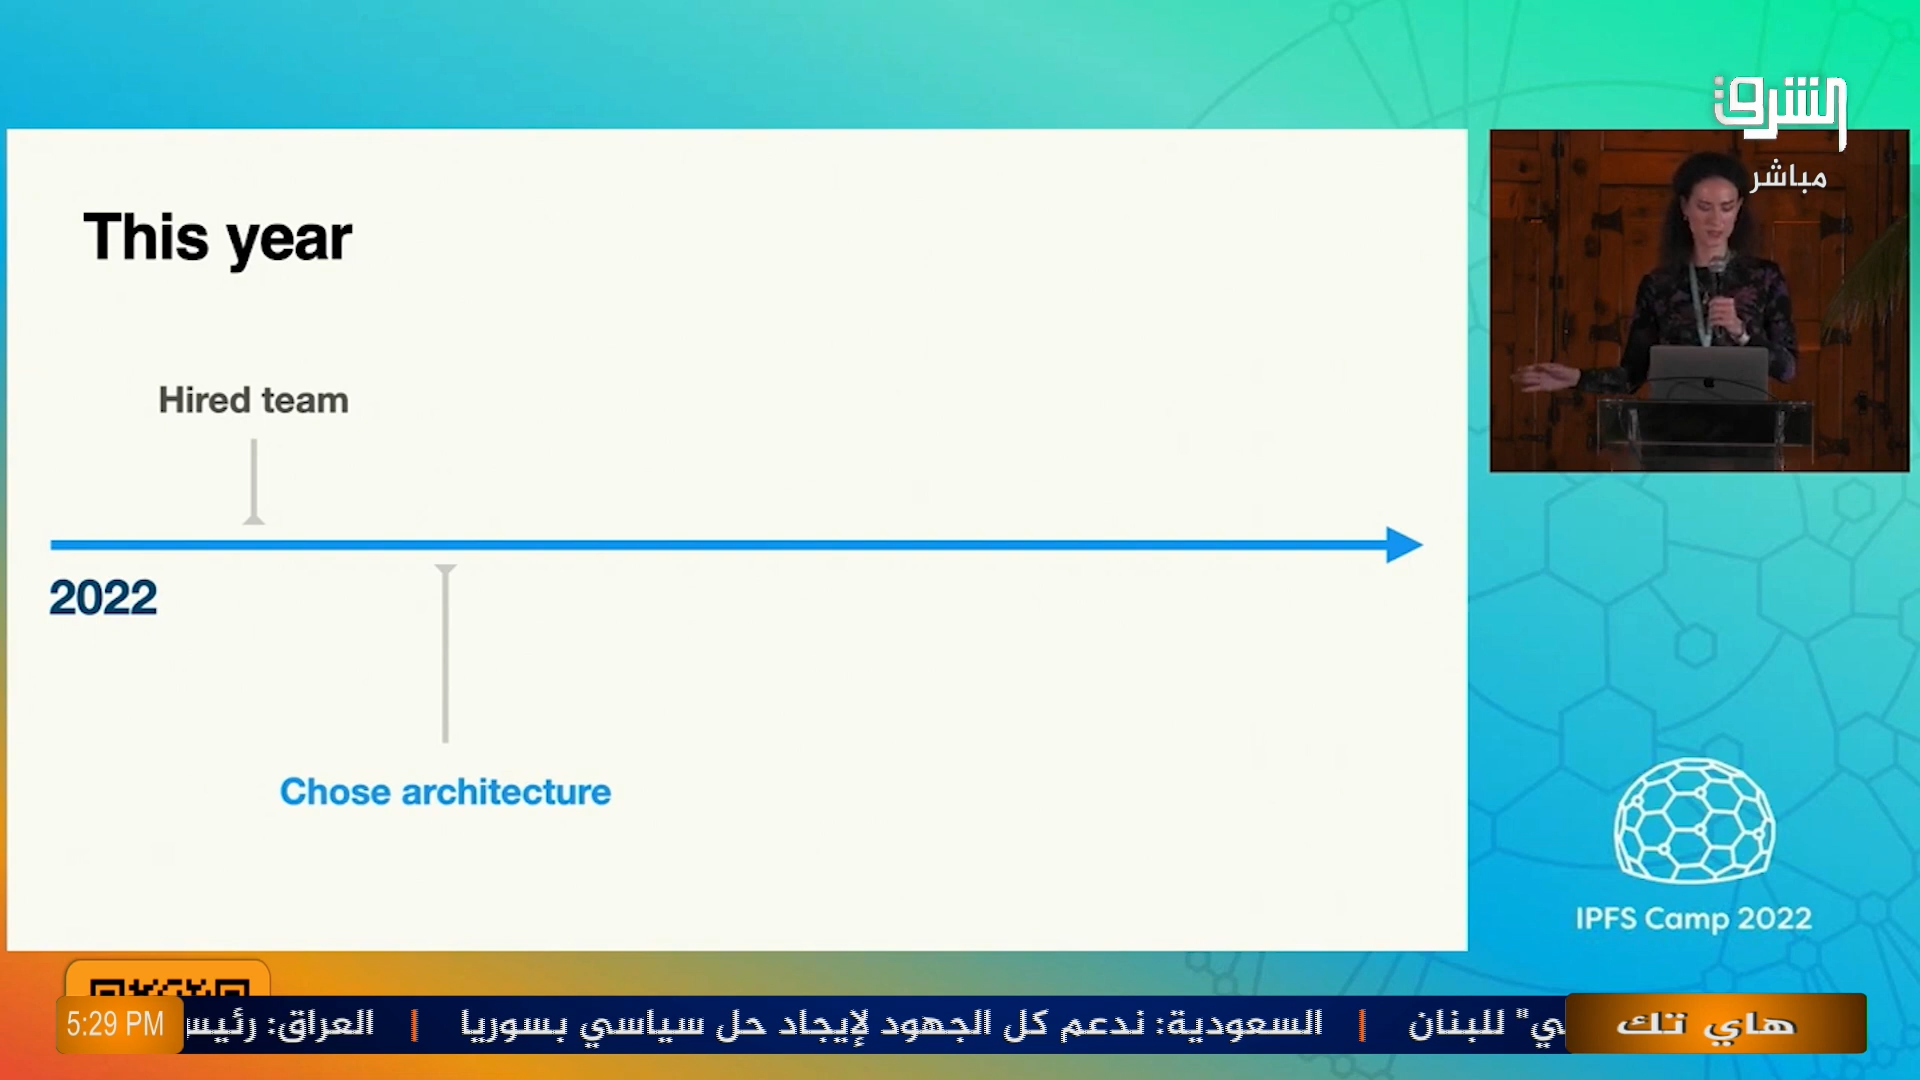 الشرق
مباشر
This year
Hired team
2022
Chose architecture
IPFS Camp 2022
5:29 PM
للبنان | السعودية: ندعم كل الجهود لإيجاد حل سياسي بسوريا | العراق:
هاي تك